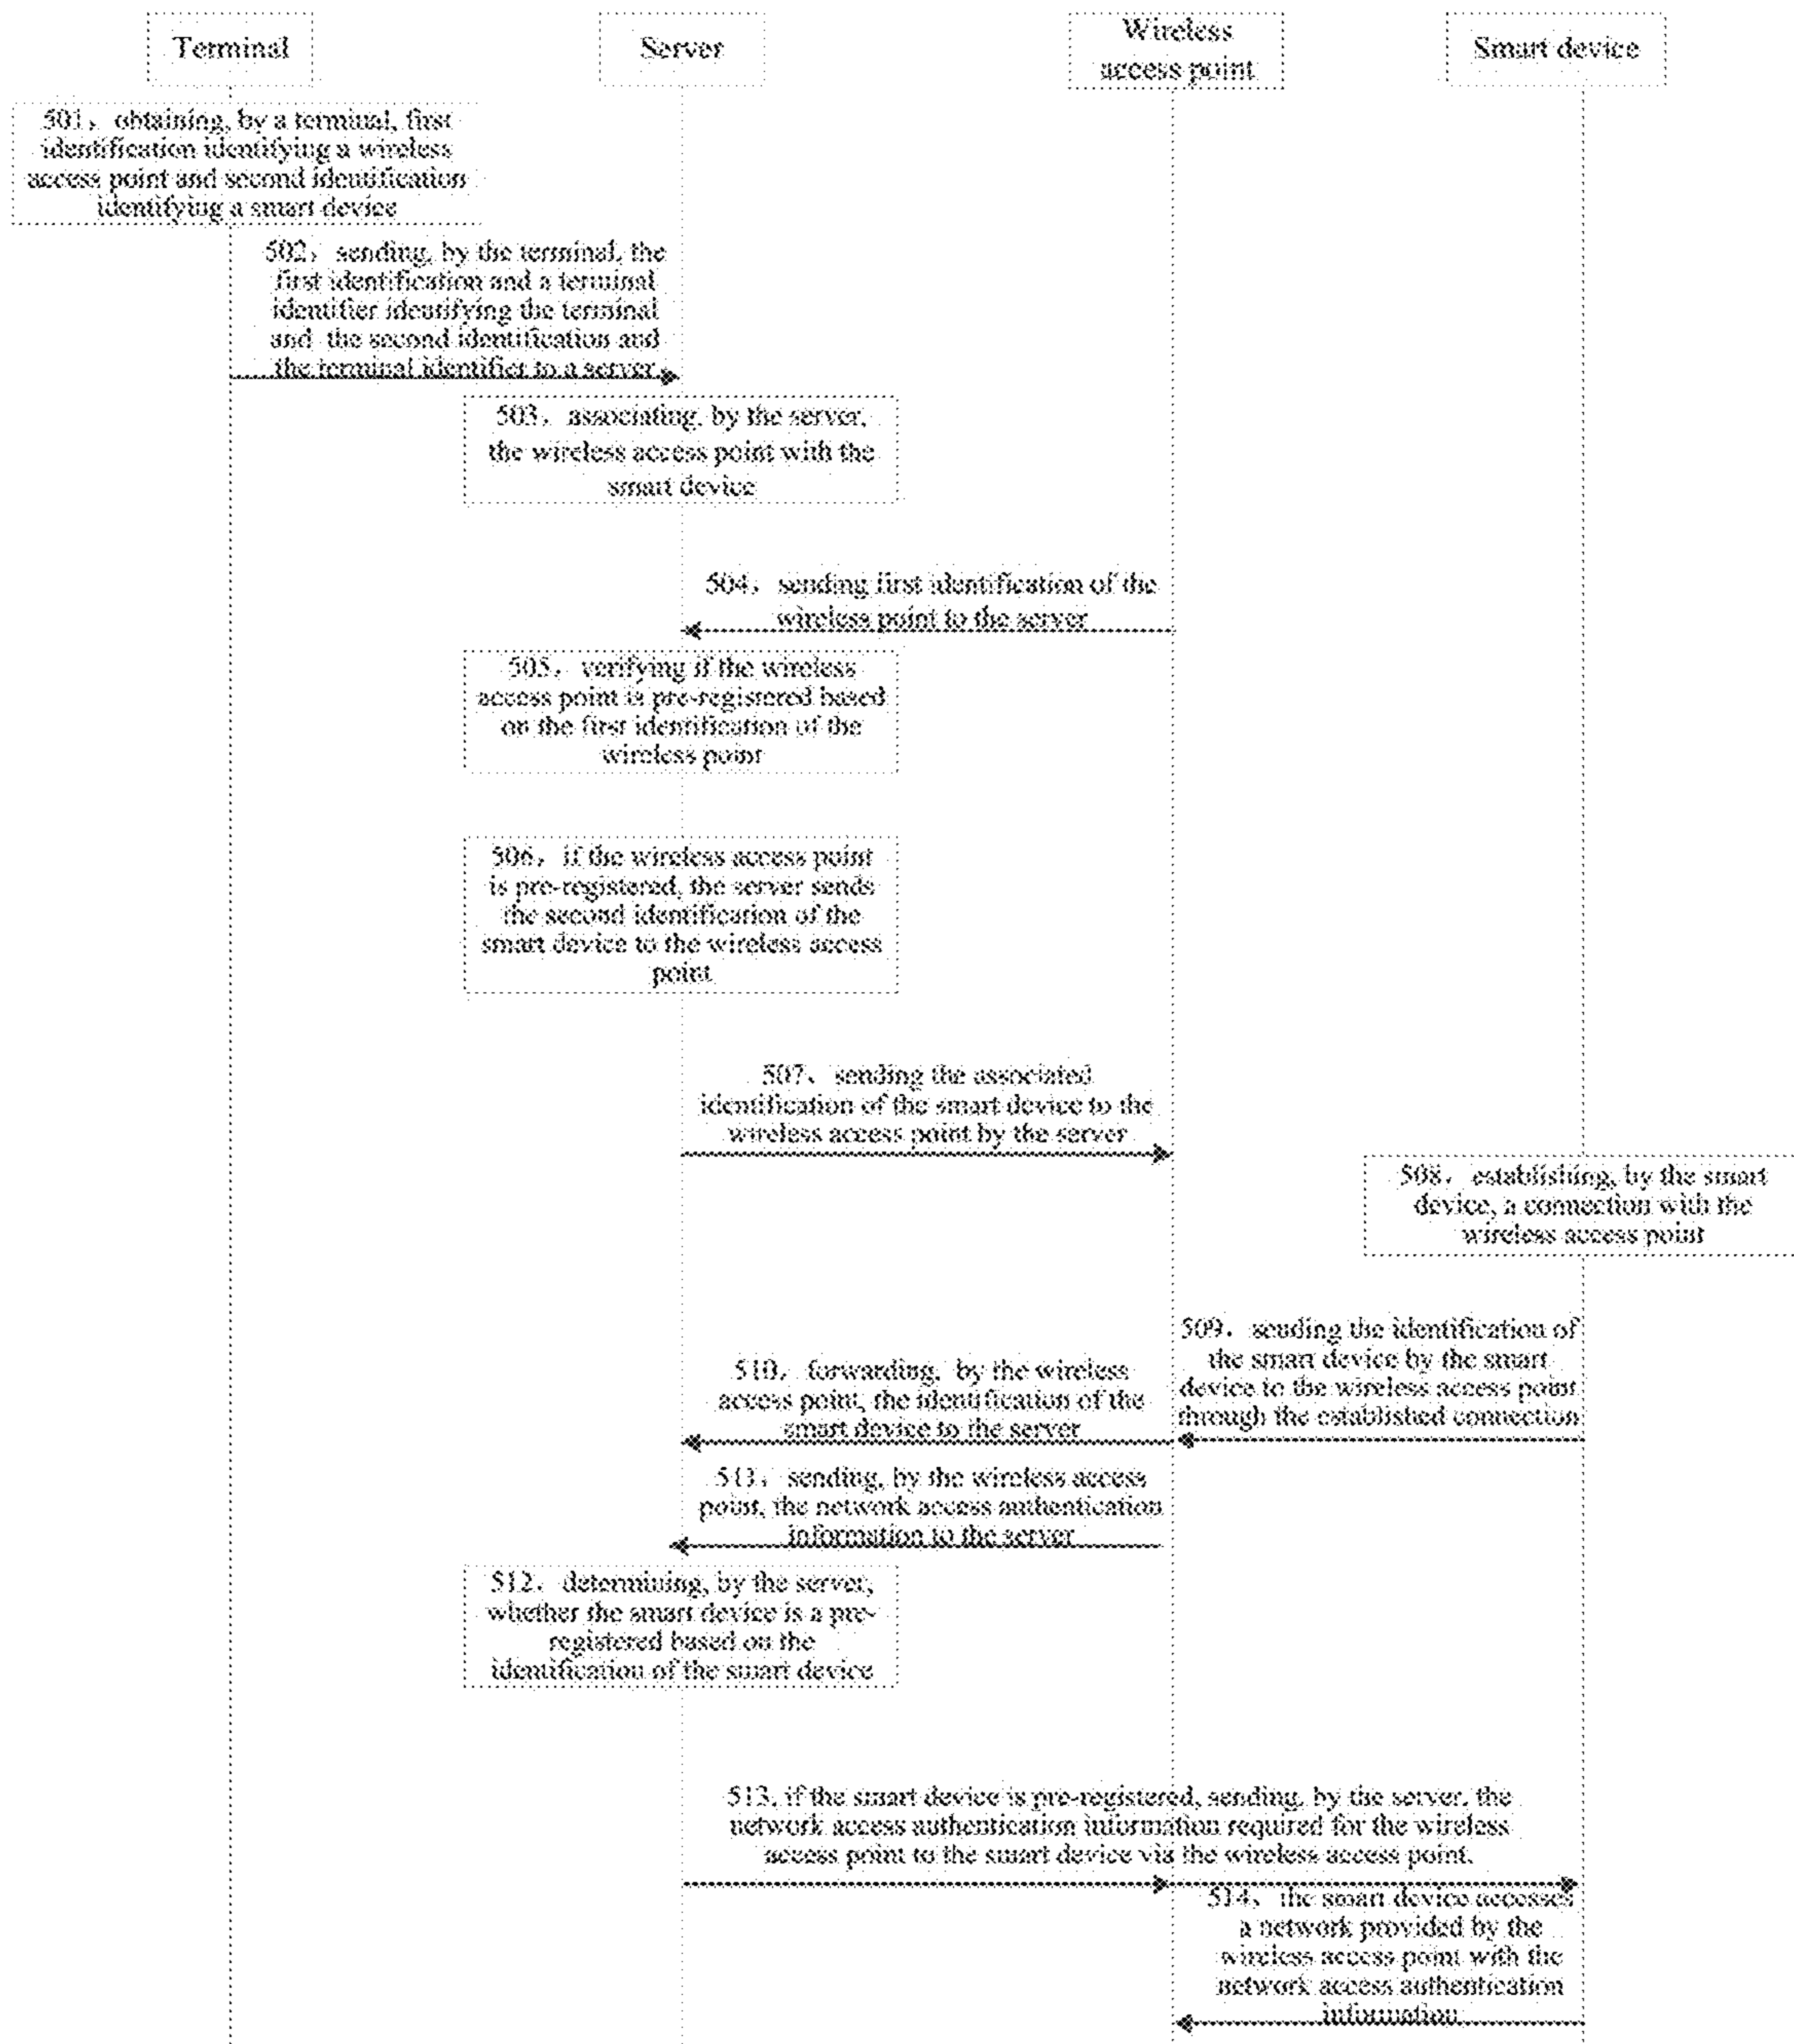 Terminal
Server
Wireless
access point
Smart device
501、obtaining, by a terminal, first
identification identifying a wireless
access point and second identification
identifying a smart device
502、sending, by the terminal, the
first identification and a terminal
identifier identifying the terminal
and the second identification and
the terminal identifier to a server
503、associating, by the server,
the wireless access point with the
smart device
504、sending first identification of the
wireless point to the server
505、verifying if the wireless
access point is pre-registered based
on the first identification of the
wireless point
506、if the wireless access point
is pre-registered, the server sends
the second identification of the
smart device to the wireless access
point
507、sending the associated
identification of the smart device to the
wireless access point by the server
508、establishing, by the smart
device, a connection with the
wireless access point
509、sending the identification of
the smart device by the smart
device to the wireless access point
through the established connection
510、forwarding, by the wireless
access point, the identification of the
smart device to the server
511、sending, by the wireless access
point, the network access authentication
information to the server
512、determining, by the server,
whether the smart device is a pre-
registered based on the
identification of the smart device
513, if the smart device is pre-registered, sending, by the server, the
network access authentication information required for the wireless
access point to the smart device via the wireless access point.
514、the smart device accesses
a network provided by the
wireless access point with the
network access authentication
information